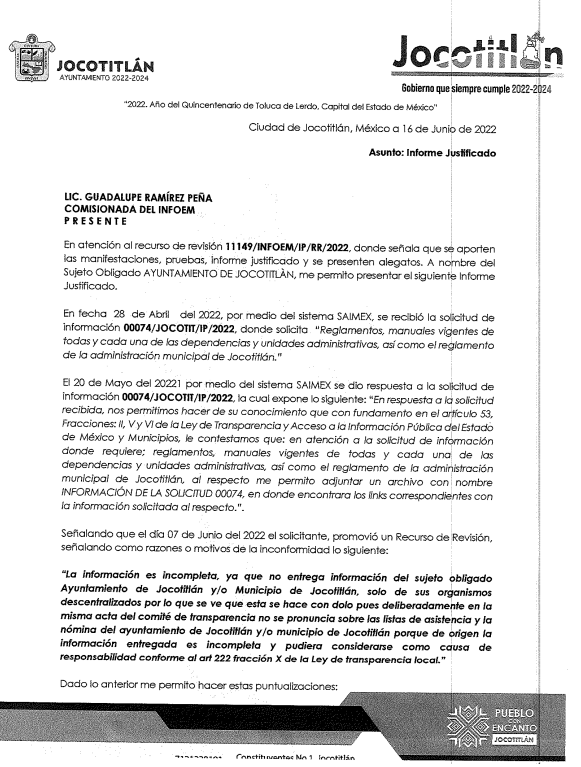 JOCOTITLÁN
AYUNTAMIENTO 2022-2024
Jocotitlán
Gobierno que siempre cumple 2022-2024
"2022. Año del Quincentenario de Toluca de Lerdo, Capital del Estado de México"
Ciudad de Jocotitlán, México a 16 de Junio de 2022
Asunto: Informe Justificado
LIC. GUADALUPE RAMÍREZ PEÑA
COMISIONADA DEL INFOEM
P R E S E N T E
En atención al recurso de revisión 11149/INFOEM/IP/RR/2022, donde señala que se aporten
las manifestaciones, pruebas, informe justificado y se presenten alegatos. A nombre del
Sujeto Obligado AYUNTAMIENTO DE JOCOTITLÀN, me permito presentar el siguiente Informe
Justificado.
En fecha 28 de Abril del 2022, por medio del sistema SAIMEX, se recibió la solicitud de
información 00074/JOCOTIT/IP/2022, donde solicita "Reglamentos, manuales vigentes de
todas y cada una de las dependencias y unidades administrativas, así como el reglamento
de la administración municipal de Jocotitlán."
El 20 de Mayo del 20221 por medio del sistema SAIMEX se dio respuesta a la solicitud de
información 00074/JOCOTIT/IP/2022, la cual expone lo siguiente: "En respuesta a la solicitud
recibida, nos permitimos hacer de su conocimiento que con fundamento en el artículo 53,
Fracciones: II, V y VI de la Ley de Transparencia y Acceso a la Información Pública del Estado
de México y Municipios, le contestamos que: en atención a la solicitud de información
donde requiere; reglamentos, manuales vigentes de todas y cada una de las
dependencias y unidades administrativas, así como el reglamento de la administración
municipal de Jocotitlán, al respecto me permito adjuntar un archivo con nombre
INFORMACIÓN DE LA SOLICITUD 00074, en donde encontrara los links correspondientes con
la información solicitada al respecto.".
Señalando que el día 07 de Junio del 2022 el solicitante, promovió un Recurso de Revisión,
señalando como razones o motivos de la inconformidad lo siguiente:
"La información es incompleta, ya que no entrega información del sujeto obligado
Ayuntamiento de Jocotitlán y/o Municipio de Jocotitlán, solo de sus organismos
descentralizados por lo que se ve que esta se hace con dolo pues deliberadamente en la
misma acta del comité de transparencia no se pronuncia sobre las listas de asistencia y la
nómina del ayuntamiento de Jocotitlán y/o municipio de Jocotitlán porque de origen la
información entregada es incompleta y pudiera considerarse como causa de
responsabilidad conforme al art 222 fracción X de la Ley de transparencia local."
Dado lo anterior me permito hacer estas puntualizaciones:
PUEBLO
CON
ENCANTO
JOCOTITLÁN
Constituyentes No.1, Jocotitlán